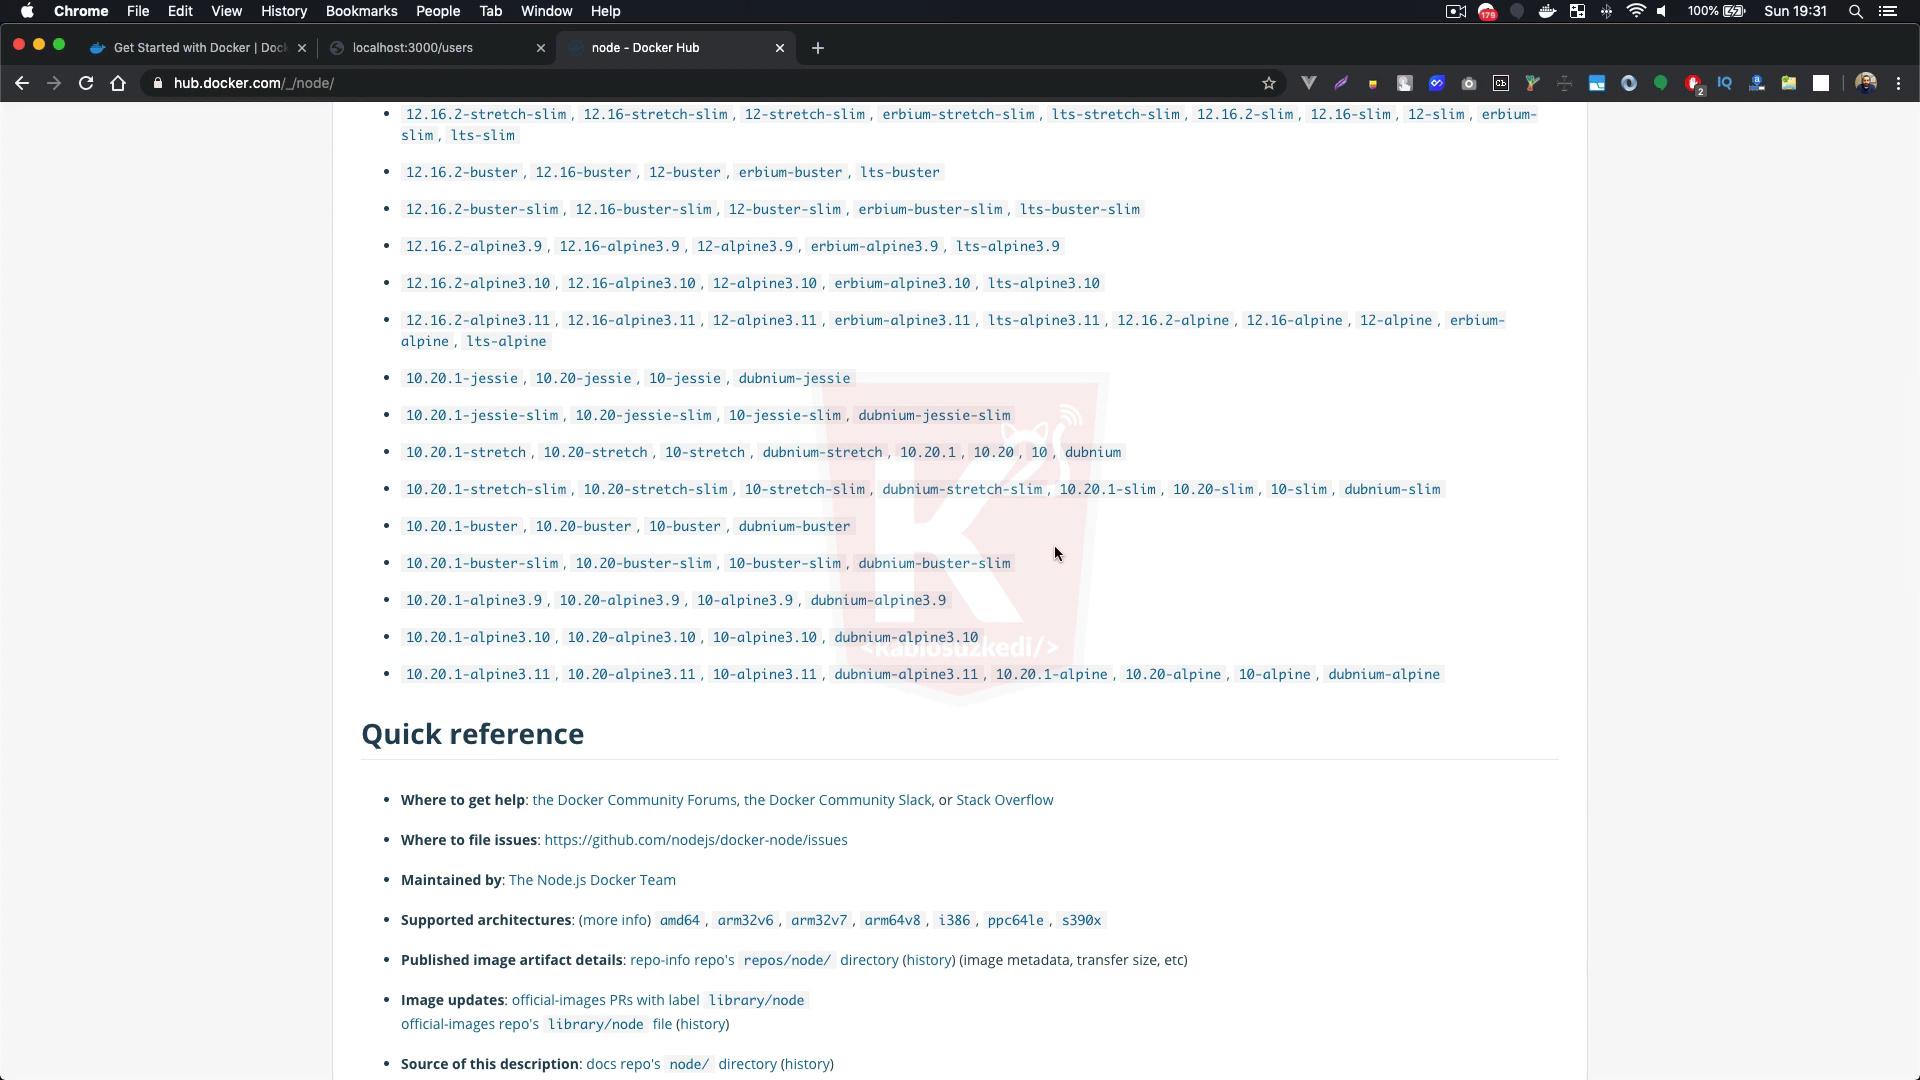 Chrome File Edit View History Bookmarks People Tab Window Help 179 100% Sun 19:31
Get Started with Docker | Dock localhost:3000/users node - Docker Hub
hub.docker.com/_/node/
12.16.2-stretch-slim, 12.16-stretch-slim, 12-stretch-slim, erbium-stretch-slim, lts-stretch-slim, 12.16.2-slim, 12.16-slim, 12-slim, erbium-
slim, lts-slim
12.16.2-buster, 12.16-buster, 12-buster, erbium-buster, lts-buster
12.16.2-buster-slim, 12.16-buster-slim, 12-buster-slim, erbium-buster-slim, lts-buster-slim
12.16.2-alpine3.9, 12.16-alpine3.9, 12-alpine3.9, erbium-alpine3.9, lts-alpine3.9
12.16.2-alpine3.10, 12.16-alpine3.10, 12-alpine3.10, erbium-alpine3.10, lts-alpine3.10
12.16.2-alpine3.11, 12.16-alpine3.11, 12-alpine3.11, erbium-alpine3.11, lts-alpine3.11, 12.16.2-alpine, 12.16-alpine, 12-alpine, erbium-
alpine, lts-alpine
10.20.1-jessie, 10.20-jessie, 10-jessie, dubnium-jessie
10.20.1-jessie-slim, 10.20-jessie-slim, 10-jessie-slim, dubnium-jessie-slim
10.20.1-stretch, 10.20-stretch, 10-stretch, dubnium-stretch, 10.20.1, 10.20, 10, dubnium
10.20.1-stretch-slim, 10.20-stretch-slim, 10-stretch-slim, dubnium-stretch-slim, 10.20.1-slim, 10.20-slim, 10-slim, dubnium-slim
10.20.1-buster, 10.20-buster, 10-buster, dubnium-buster
10.20.1-buster-slim, 10.20-buster-slim, 10-buster-slim, dubnium-buster-slim
10.20.1-alpine3.9, 10.20-alpine3.9, 10-alpine3.9, dubnium-alpine3.9
10.20.1-alpine3.10, 10.20-alpine3.10, 10-alpine3.10, dubnium-alpine3.10
<kablosuzkedi/>
10.20.1-alpine3.11, 10.20-alpine3.11, 10-alpine3.11, dubnium-alpine3.11, 10.20.1-alpine, 10.20-alpine, 10-alpine, dubnium-alpine
Quick reference
Where to get help: the Docker Community Forums, the Docker Community Slack, or Stack Overflow
Where to file issues: https://github.com/nodejs/docker-node/issues
Maintained by: The Node.js Docker Team
Supported architectures: (more info) amd64, arm32v6, arm32v7, arm64v8, i386, ppc64le, s390x
Published image artifact details: repo-info repo's repos/node/ directory (history) (image metadata, transfer size, etc)
Image updates: official-images PRs with label library/node
official-images repo's library/node file (history)
Source of this description: docs repo's node/ directory (history)